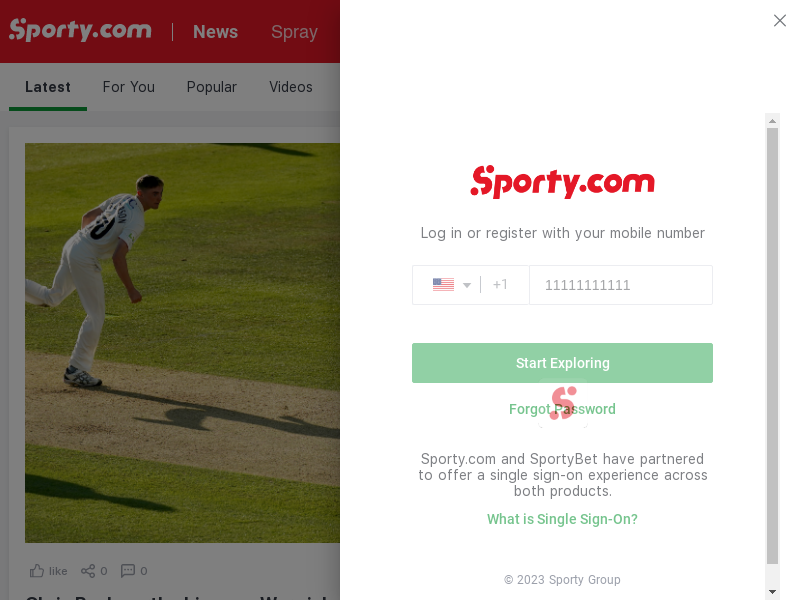 Sporty.com
News
Spray
Latest
For You
Popular
Videos
like
0
0
Sporty.com
Log in or register with your mobile number
+1
11111111111
Start Exploring
Forgot Password
Sporty.com and SportyBet have partnered
to offer a single sign-on experience across
both products.
What is Single Sign-On?
© 2023 Sporty Group